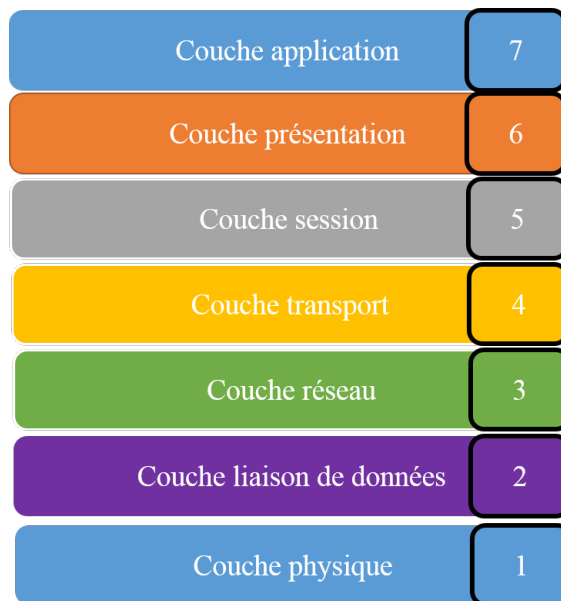 Couche application 7
Couche présentation 6
Couche session 5
Couche transport 4
Couche réseau 3
Couche liaison de données 2
Couche physique 1